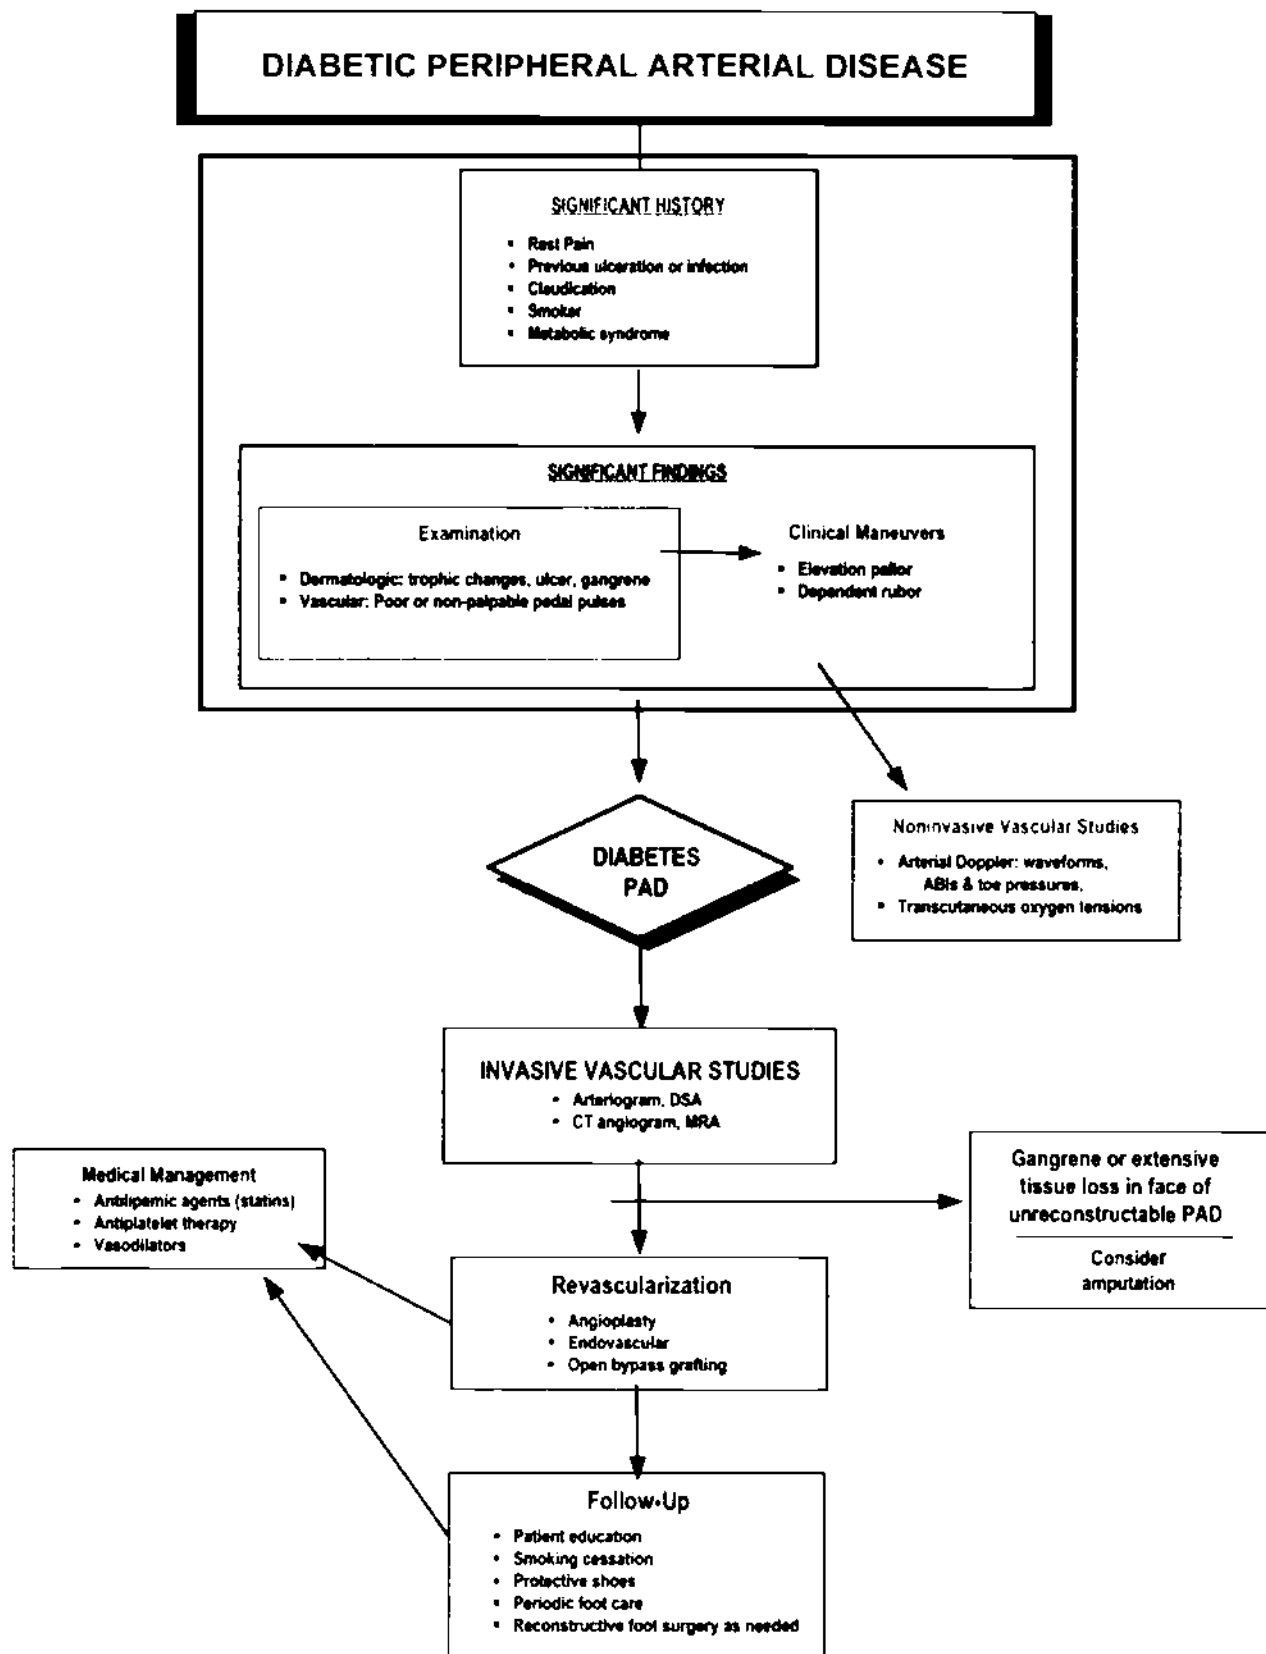 DIABETIC PERIPHERAL ARTERIAL DISEASE
SIGNIFICANT HISTORY
▪ Rest Pain
▪ Previous ulceration or infection
▪ Claudication
▪ Smoker
▪ Metabolic syndrome
SIGNIFICANT FINDINGS
Examination
▪ Dermatologic: trophic changes, ulcer, gangrene
▪ Vascular: Poor or non-palpable pedal pulses
Clinical Maneuvers
▪ Elevation pallor
▪ Dependent rubor
DIABETES
PAD
Noninvasive Vascular Studies
▪ Arterial Doppler: waveforms,
ABIs & toe pressures,
▪ Transcutaneous oxygen tensions
INVASIVE VASCULAR STUDIES
• Arteriogram, DSA
• CT angiogram, MRA
Medical Management
• Antilipemic agents (statins)
• Antiplatelet therapy
• Vasodilators
Gangrene or extensive
tissue loss in face of
unreconstructable PAD
Consider
amputation
Revascularization
• Angioplasty
• Endovascular
• Open bypass grafting
Follow-Up
• Patient education
• Smoking cessation
• Protective shoes
• Periodic foot care
• Reconstructive foot surgery as needed